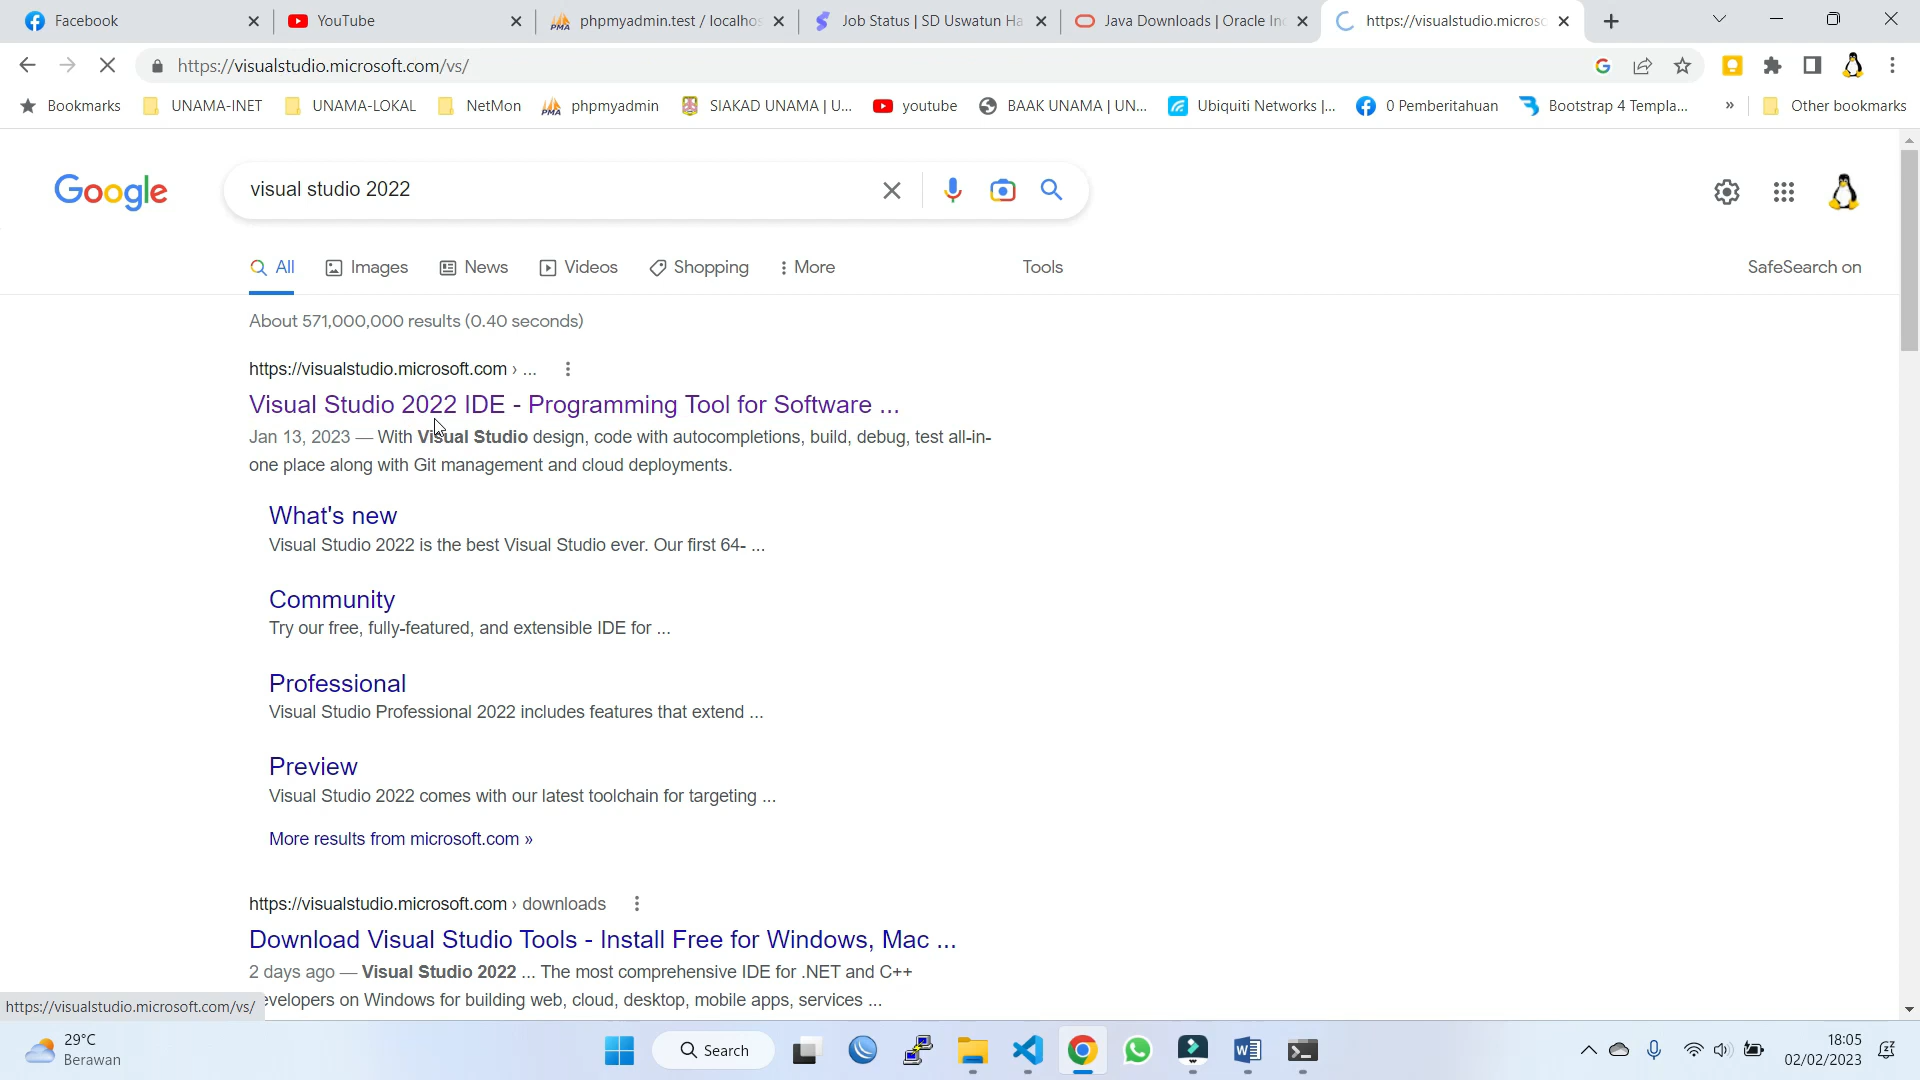 Facebook
YouTube
phpmyadmin.test / localhos
Job Status | SD Uswatun Ha
Java Downloads | Oracle In
https://visualstudio.microsc
https://visualstudio.microsoft.com/vs/
Bookmarks
UNAMA-INET
UNAMA-LOKAL
NetMon
phpmyadmin
SIAKAD UNAMA | U...
youtube
BAAK UNAMA | UN...
Ubiquiti Networks |...
0 Pemberitahuan
Bootstrap 4 Templa...
»
Other bookmarks
Google
visual studio 2022
All
Images
News
Videos
Shopping
More
Tools
SafeSearch on
About 571,000,000 results (0.40 seconds)
https://visualstudio.microsoft.com › ...
Visual Studio 2022 IDE - Programming Tool for Software ...
Jan 13, 2023 — With Visual Studio design, code with autocompletions, build, debug, test all-in-
one place along with Git management and cloud deployments.
What's new
Visual Studio 2022 is the best Visual Studio ever. Our first 64- ...
Community
Try our free, fully-featured, and extensible IDE for ...
Professional
Visual Studio Professional 2022 includes features that extend ...
Preview
Visual Studio 2022 comes with our latest toolchain for targeting ...
More results from microsoft.com »
https://visualstudio.microsoft.com › downloads
Download Visual Studio Tools - Install Free for Windows, Mac ...
2 days ago — Visual Studio 2022 ... The most comprehensive IDE for .NET and C++
evelopers on Windows for building web, cloud, desktop, mobile apps, services ...
https://visualstudio.microsoft.com/vs/
29°C
Berawan
Search
18:05
02/02/2023